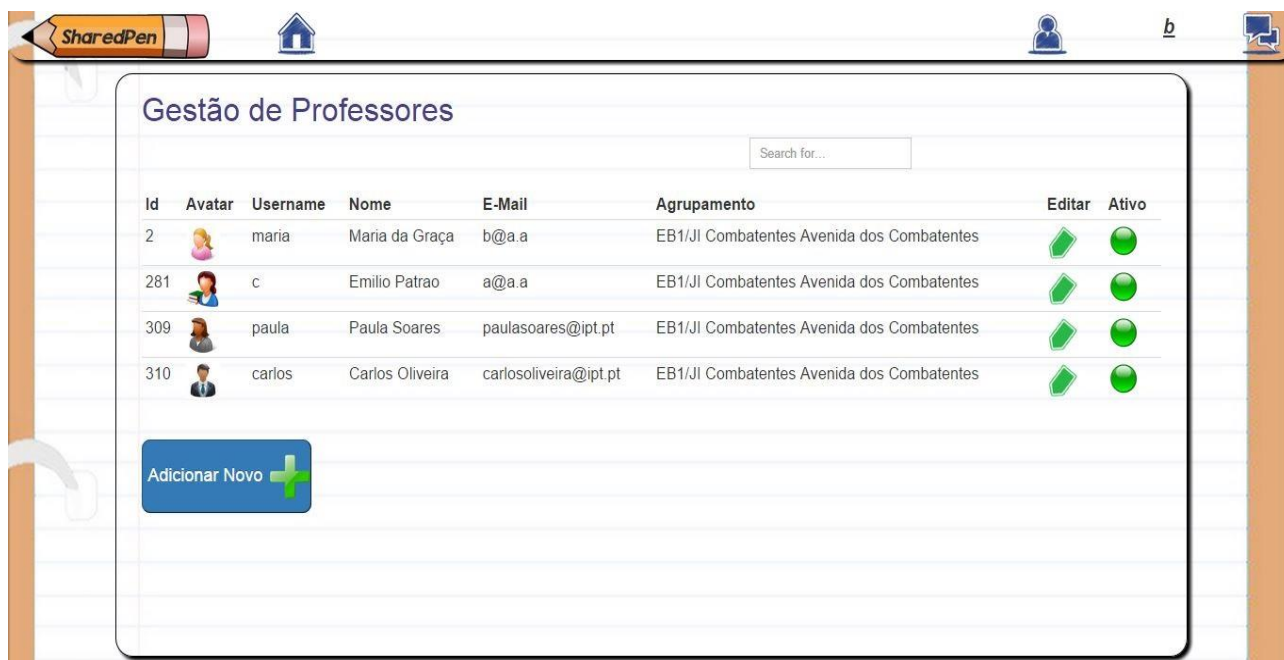 SharedPen
b
Gestão de Professores
Search for...
Id Avatar Username Nome E-Mail Agrupamento Editar Ativo
2 maria Maria da Graça b@a.a EB1/JI Combatentes Avenida dos Combatentes
281 c Emilio Patrao a@a.a EB1/JI Combatentes Avenida dos Combatentes
309 paula Paula Soares paulasoares@ipt.pt EB1/JI Combatentes Avenida dos Combatentes
310 carlos Carlos Oliveira carlosoliveira@ipt.pt EB1/JI Combatentes Avenida dos Combatentes
Adicionar Novo